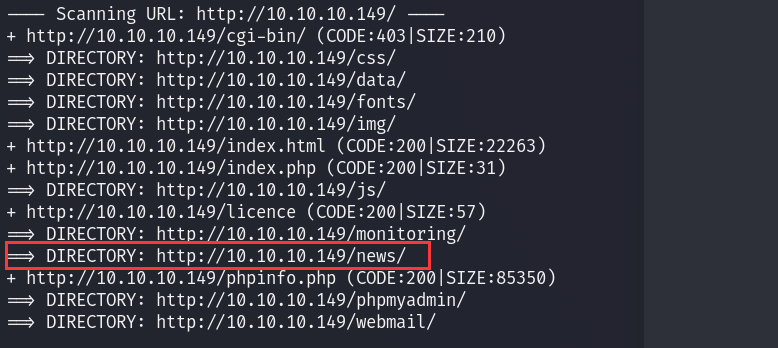 ---- Scanning URL: http://10.10.10.149/ ----
+ http://10.10.10.149/cgi-bin/ (CODE:403|SIZE:210)
==> DIRECTORY: http://10.10.10.149/css/
==> DIRECTORY: http://10.10.10.149/data/
==> DIRECTORY: http://10.10.10.149/fonts/
==> DIRECTORY: http://10.10.10.149/img/
+ http://10.10.10.149/index.html (CODE:200|SIZE:22263)
+ http://10.10.10.149/index.php (CODE:200|SIZE:31)
==> DIRECTORY: http://10.10.10.149/js/
+ http://10.10.10.149/licence (CODE:200|SIZE:57)
==> DIRECTORY: http://10.10.10.149/monitoring/
==> DIRECTORY: http://10.10.10.149/news/
+ http://10.10.10.149/phpinfo.php (CODE:200|SIZE:85350)
==> DIRECTORY: http://10.10.10.149/phpmyadmin/
==> DIRECTORY: http://10.10.10.149/webmail/